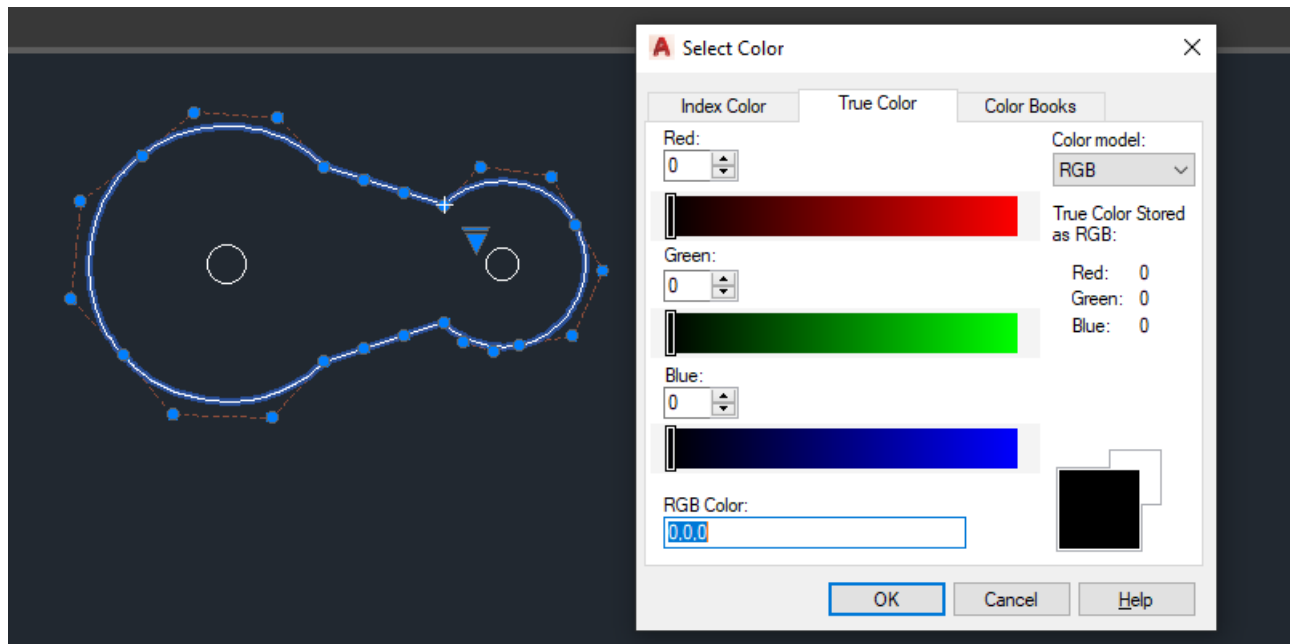 Select Color
Index Color
True Color
Color Books
Red:
0
Color model:
RGB
True Color Stored
as RGB:
Red: 0
Green: 0
Blue: 0
Green:
0
Blue:
0
RGB Color:
0,0,0
OK
Cancel
Help